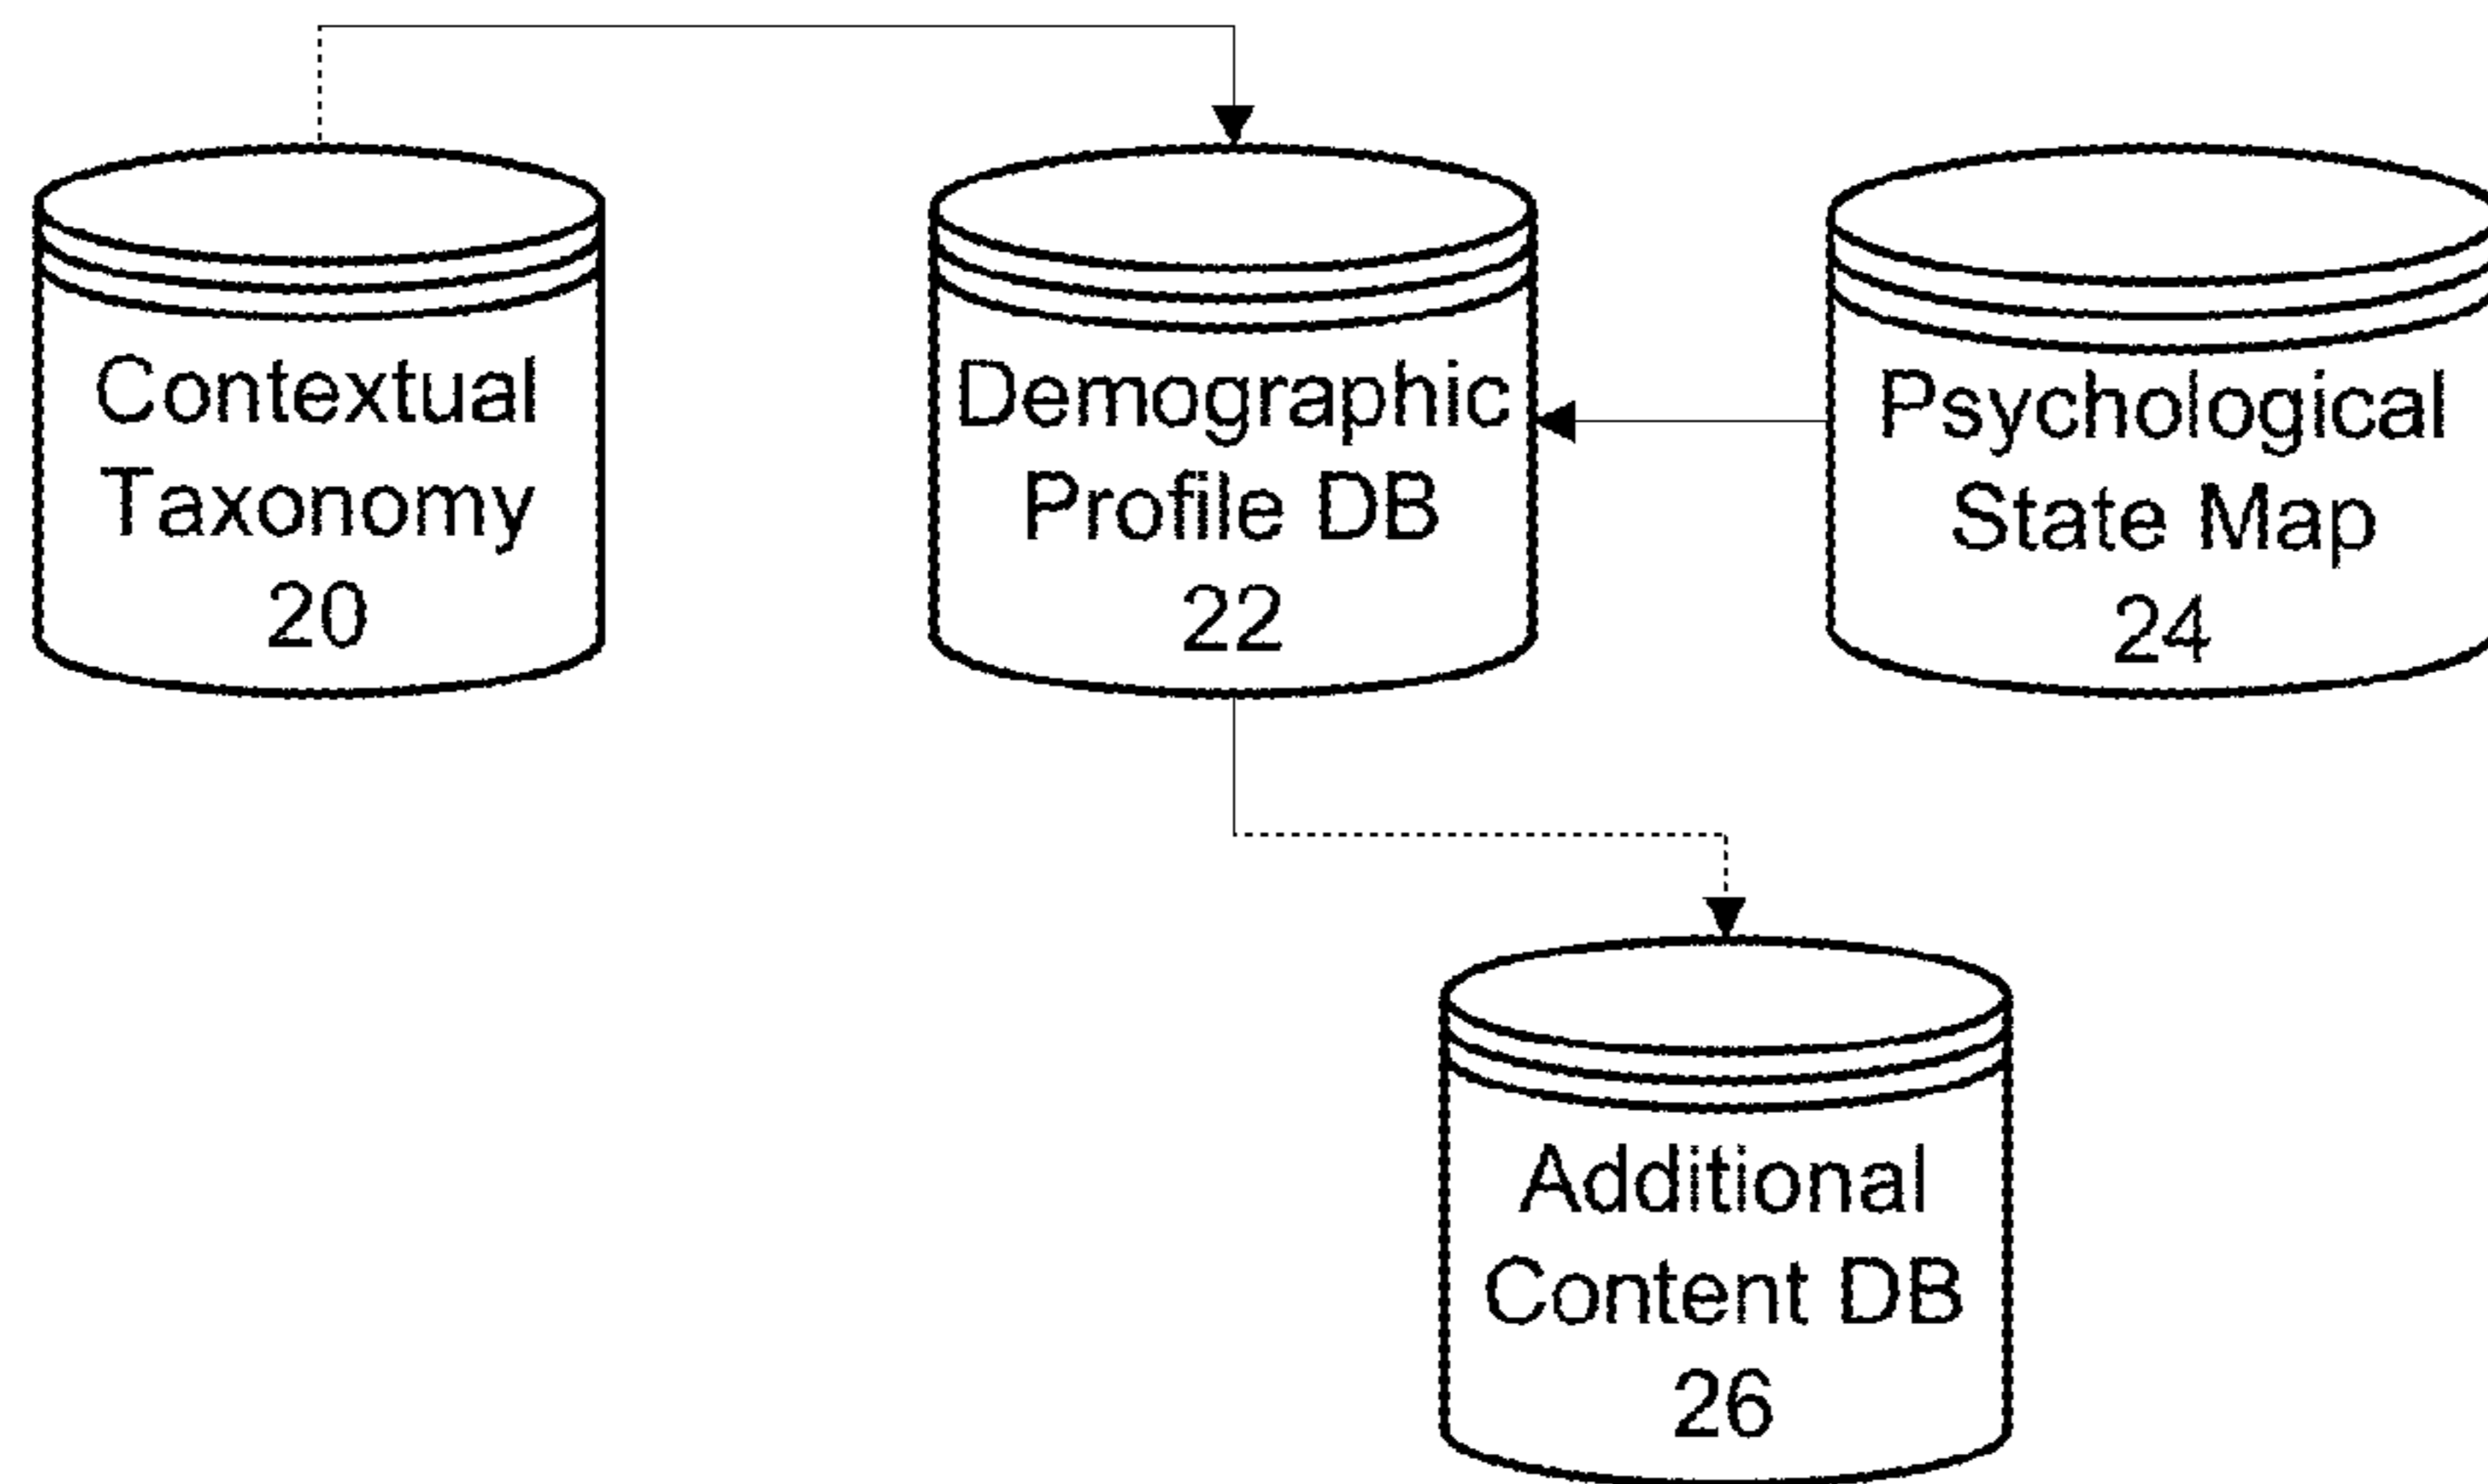 Contextual
Taxonomy
20
Demographic
Profile DB
22
Psychological
State Map
24
Additional
Content DB
26